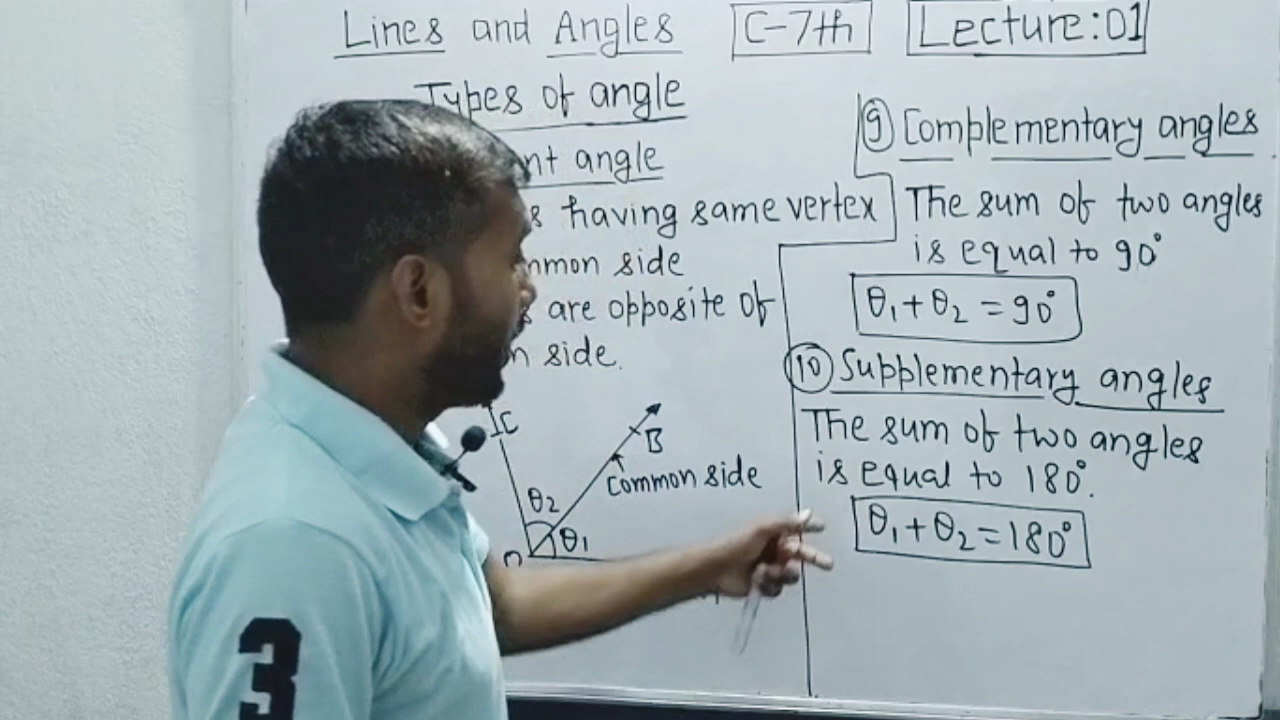 Lines and Angles C-7th Lecture:01
Types of angle
angle
having same vertex
side
are opposite of
side.
C
B
Common side
θ2
θ1
O
9 Complementary angles
The sum of two angles
is equal to 90°
θ1+θ2=90°
10 Supplementary angles
The sum of two angles
is equal to 180°.
θ1+θ2=180°
3